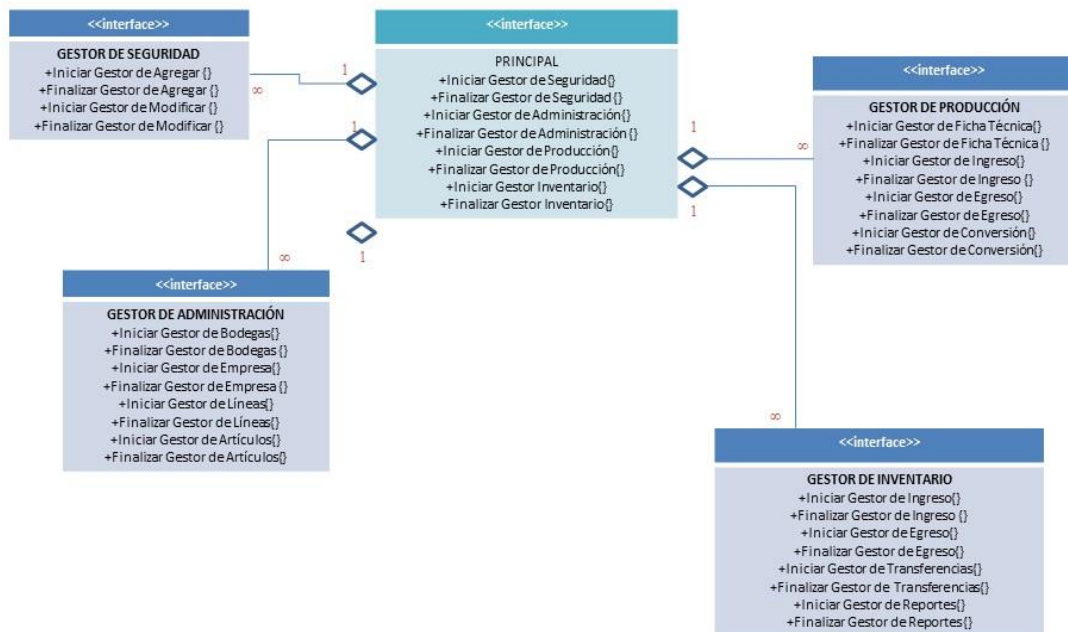 <<interface>>
GESTOR DE SEGURIDAD
+Iniciar Gestor de Agregar {}
+Finalizar Gestor de Agregar {}
+Iniciar Gestor de Modificar {}
+Finalizar Gestor de Modificar {}
1
∞
<<interface>>
PRINCIPAL
+Iniciar Gestor de Seguridad{}
+Finalizar Gestor de Seguridad{}
+Iniciar Gestor de Administración{}
+Finalizar Gestor de Administración{}
+Iniciar Gestor de Producción{}
+Finalizar Gestor de Producción{}
+Iniciar Gestor Inventario{}
+Finalizar Gestor Inventario{}
1
∞
1
1
∞
1
∞
<<interface>>
GESTOR DE PRODUCCIÓN
+Iniciar Gestor de Ficha Técnica{}
+Finalizar Gestor de Ficha Técnica {}
+Iniciar Gestor de Ingreso{}
+Finalizar Gestor de Ingreso {}
+Iniciar Gestor de Egreso{}
+Finalizar Gestor de Egreso{}
+Iniciar Gestor de Conversión{}
+Finalizar Gestor de Conversión{}
<<interface>>
GESTOR DE ADMINISTRACIÓN
+Iniciar Gestor de Bodegas{}
+Finalizar Gestor de Bodegas {}
+Iniciar Gestor de Empresa{}
+Finalizar Gestor de Empresa {}
+Iniciar Gestor de Líneas{}
+Finalizar Gestor de Líneas{}
+Iniciar Gestor de Artículos{}
+Finalizar Gestor de Artículos{}
<<interface>>
GESTOR DE INVENTARIO
+Iniciar Gestor de Ingreso{}
+Finalizar Gestor de Ingreso {}
+Iniciar Gestor de Egreso{}
+Finalizar Gestor de Egreso{}
+Iniciar Gestor de Transferencias{}
+Finalizar Gestor de Transferencias{}
+Iniciar Gestor de Reportes{}
+Finalizar Gestor de Reportes{}